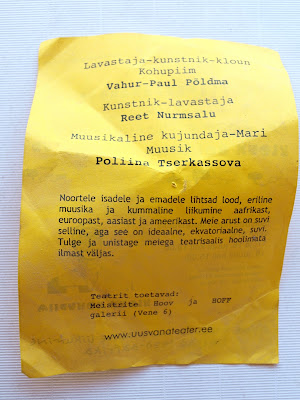 Lavastaja-kunstnik-kloun
Kohupiim
Vahur-Paul Põldma
Kunstnik-lavastaja
Reet Nurmsalu
Muusikaline kujundaja-Mari
Muusik
Poliina Tserkassova
Noortele isadele ja emadele lihtsad lood, eriline
muusika ja kummaline liikumine aafrikast,
euroopast, aasiast ja ameerikast. Meie arust on suvi
selline, aga see on ideaalne, ekvatoriaalne, suvi.
Tulge ja unistage meiega teatrisaalis hoolimata
ilmast väljas.
Teatrit toetavad:
Meistrite Hoov ja HOFF
galerii (Vene 6)
www.uusvanateater.ee